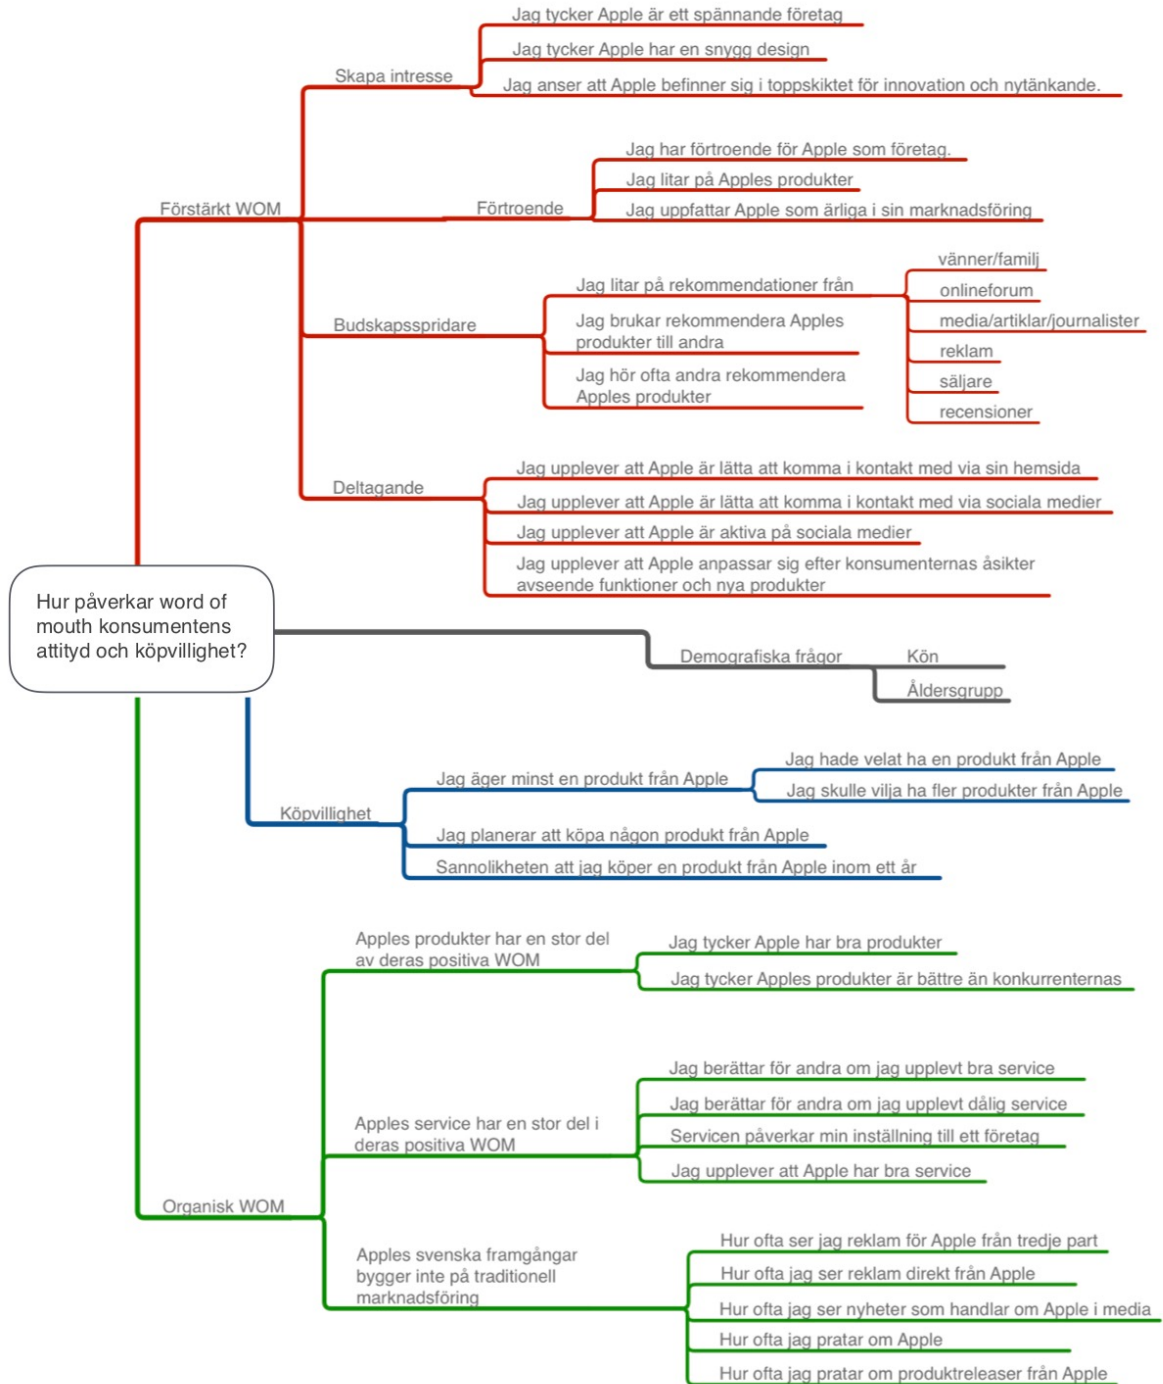 Jag tycker Apple är ett spännande företag
Jag tycker Apple har en snygg design
Skapa intresse
Jag anser att Apple befinner sig i toppskiktet för innovation och nytänkande.
Jag har förtroende för Apple som företag.
Jag litar på Apples produkter
Förstärkt WOM
Förtroende
Jag uppfattar Apple som ärliga i sin marknadsföring
vänner/familj
Jag litar på rekommendationer från
onlineforum
Jag brukar rekommendera Apples
produkter till andra
media/artiklar/journalister
Budskapsspridare
reklam
Jag hör ofta andra rekommendera
Apples produkter
säljare
recensioner
Jag upplever att Apple är lätta att komma i kontakt med via sin hemsida
Deltagande
Jag upplever att Apple är lätta att komma i kontakt med via sociala medier
Jag upplever att Apple är aktiva på sociala medier
Jag upplever att Apple anpassar sig efter konsumenternas åsikter
avseende funktioner och nya produkter
Hur påverkar word of
mouth konsumentens
attityd och köpvillighet?
Demografiska frågor
Kön
Åldersgrupp
Jag hade velat ha en produkt från Apple
Jag äger minst en produkt från Apple
Jag skulle vilja ha fler produkter från Apple
Köpvillighet
Jag planerar att köpa någon produkt från Apple
Sannolikheten att jag köper en produkt från Apple inom ett år
Apples produkter har en stor del
av deras positiva WOM
Jag tycker Apple har bra produkter
Jag tycker Apples produkter är bättre än konkurrenternas
Jag berättar för andra om jag upplevt bra service
Jag berättar för andra om jag upplevt dålig service
Apples service har en stor del i
deras positiva WOM
Servicen påverkar min inställning till ett företag
Jag upplever att Apple har bra service
Organisk WOM
Hur ofta ser jag reklam för Apple från tredje part
Apples svenska framgångar
bygger inte på traditionell
marknadsföring
Hur ofta jag ser reklam direkt från Apple
Hur ofta jag ser nyheter som handlar om Apple i media
Hur ofta jag pratar om Apple
Hur ofta jag pratar om produktreleaser från Apple